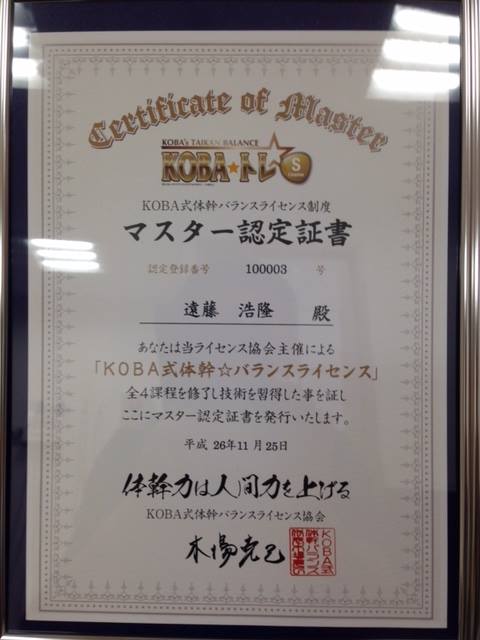 Certificate of Master
KOBA's TAIKAN BALANCE
KOBA★トレ S
KOBA式体幹バランスライセンス制度
マスター認定証書
認定登録番号 100003 号
遠藤 浩隆 殿
あなたは当ライセンス協会主催による
「KOBA式体幹☆バランスライセンス」
全4課程を修了し技術を習得した事を証し
ここにマスター認定証書を発行いたします。
平成 26年11月25日
体幹力は人間力を上げる
KOBA式体幹バランスライセンス協会
木場克己